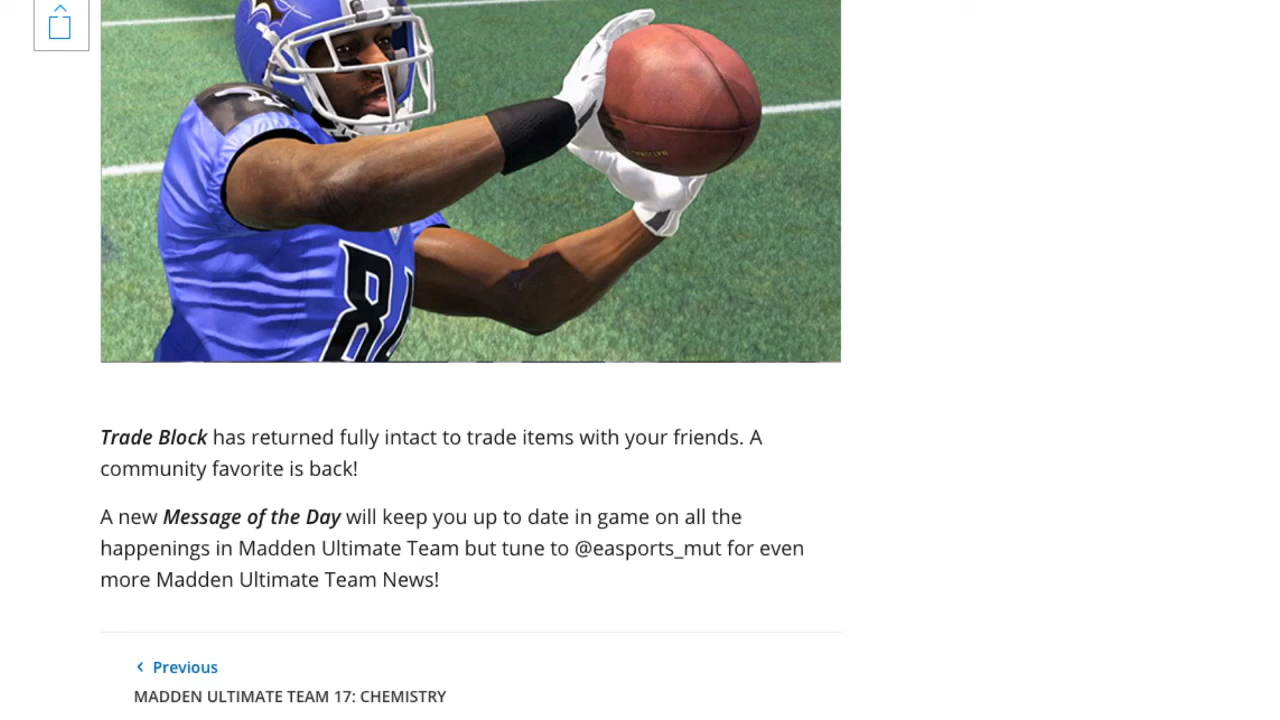 Trade Block has returned fully intact to trade items with your friends. A
community favorite is back!
A new Message of the Day will keep you up to date in game on all the
happenings in Madden Ultimate Team but tune to @easports_mut for even
more Madden Ultimate Team News!
Previous
MADDEN ULTIMATE TEAM 17: CHEMISTRY